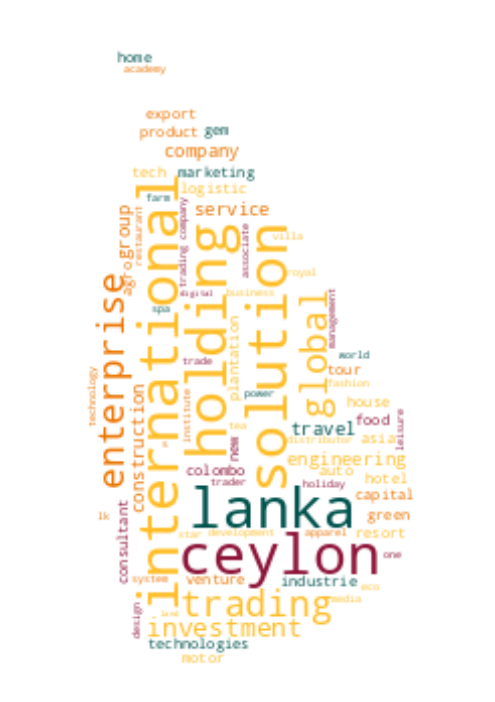 home
academy
export
product
gem
company
tech
marketing
logistic
farm
service
international
holding
solution
group
agro
restaurant
trading company
associate
villa
royal
digital
business
enterprise
spa
global
management
plantation
world
trade
tour
technology
power
fashion
construction
institute
house
leisure
food
tea
travel
new
distributor
asia
engineering
colombo
auto
trader
holiday
hotel
lanka
capital
consultant
lk
green
star
development
apparel
resort
ceylon
one
system
venture
industrie
eco
trading
media
design
land
investment
technologies
motor